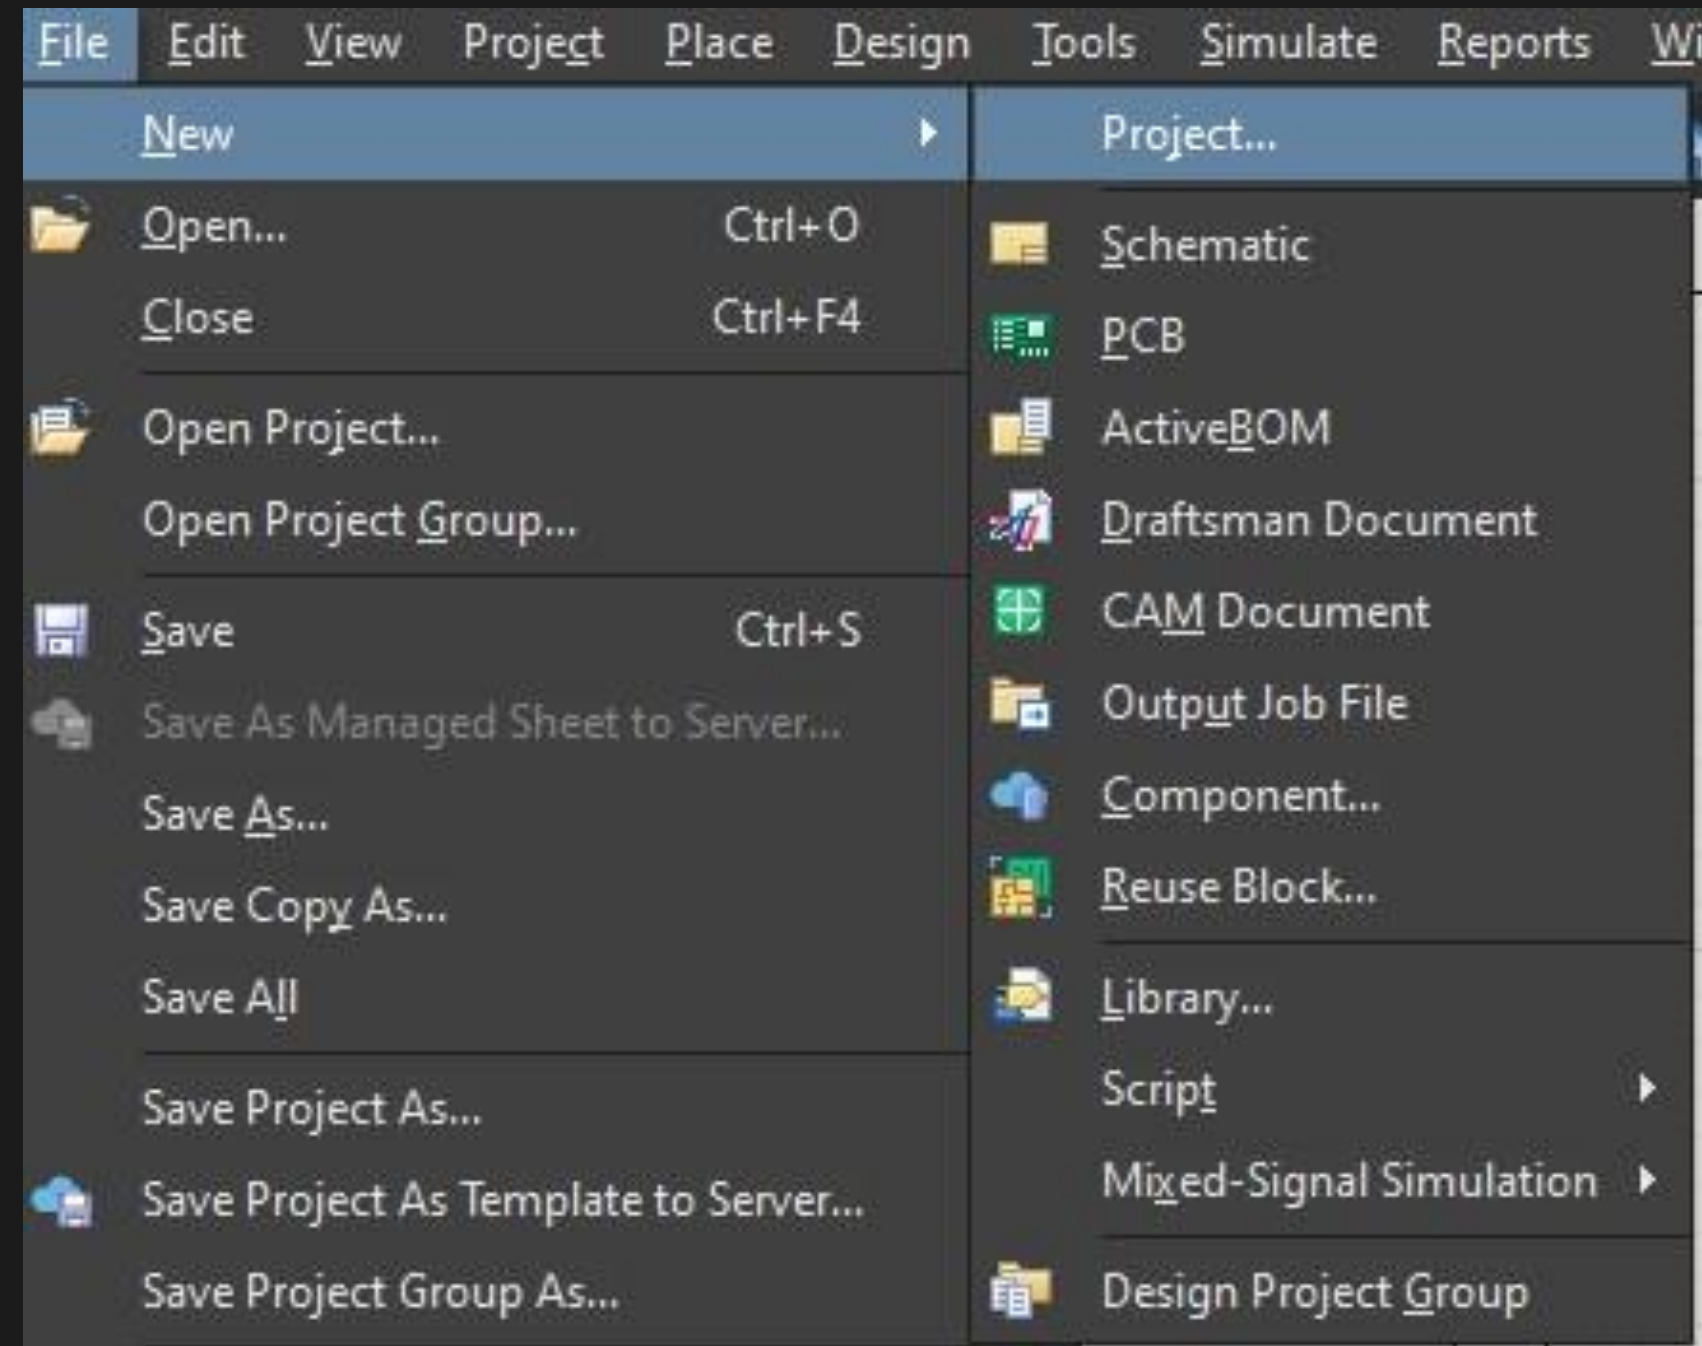 File Edit View Project Place Design Tools Simulate Reports
New
Open... Ctrl+O
Close Ctrl+F4
Open Project...
Open Project Group...
Save Ctrl+S
Save As Managed Sheet to Server...
Save As...
Save Copy As...
Save All
Save Project As...
Save Project As Template to Server...
Save Project Group As...
Project...
Schematic
PCB
ActiveBOM
Draftsman Document
CAM Document
Output Job File
Component...
Reuse Block...
Library...
Script
Mixed-Signal Simulation
Design Project Group